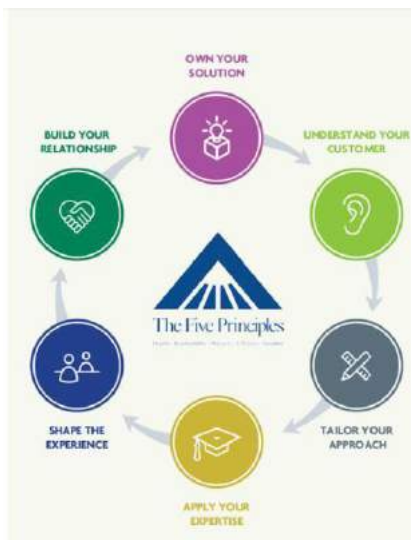 OWN YOUR
SOLUTION
BUILD YOUR
RELATIONSHIP
UNDERSTAND YOUR
CUSTOMER
The Five Principles
SHAPE THE
EXPERIENCE
TAILOR YOUR
APPROACH
APPLY YOUR
EXPERTISE